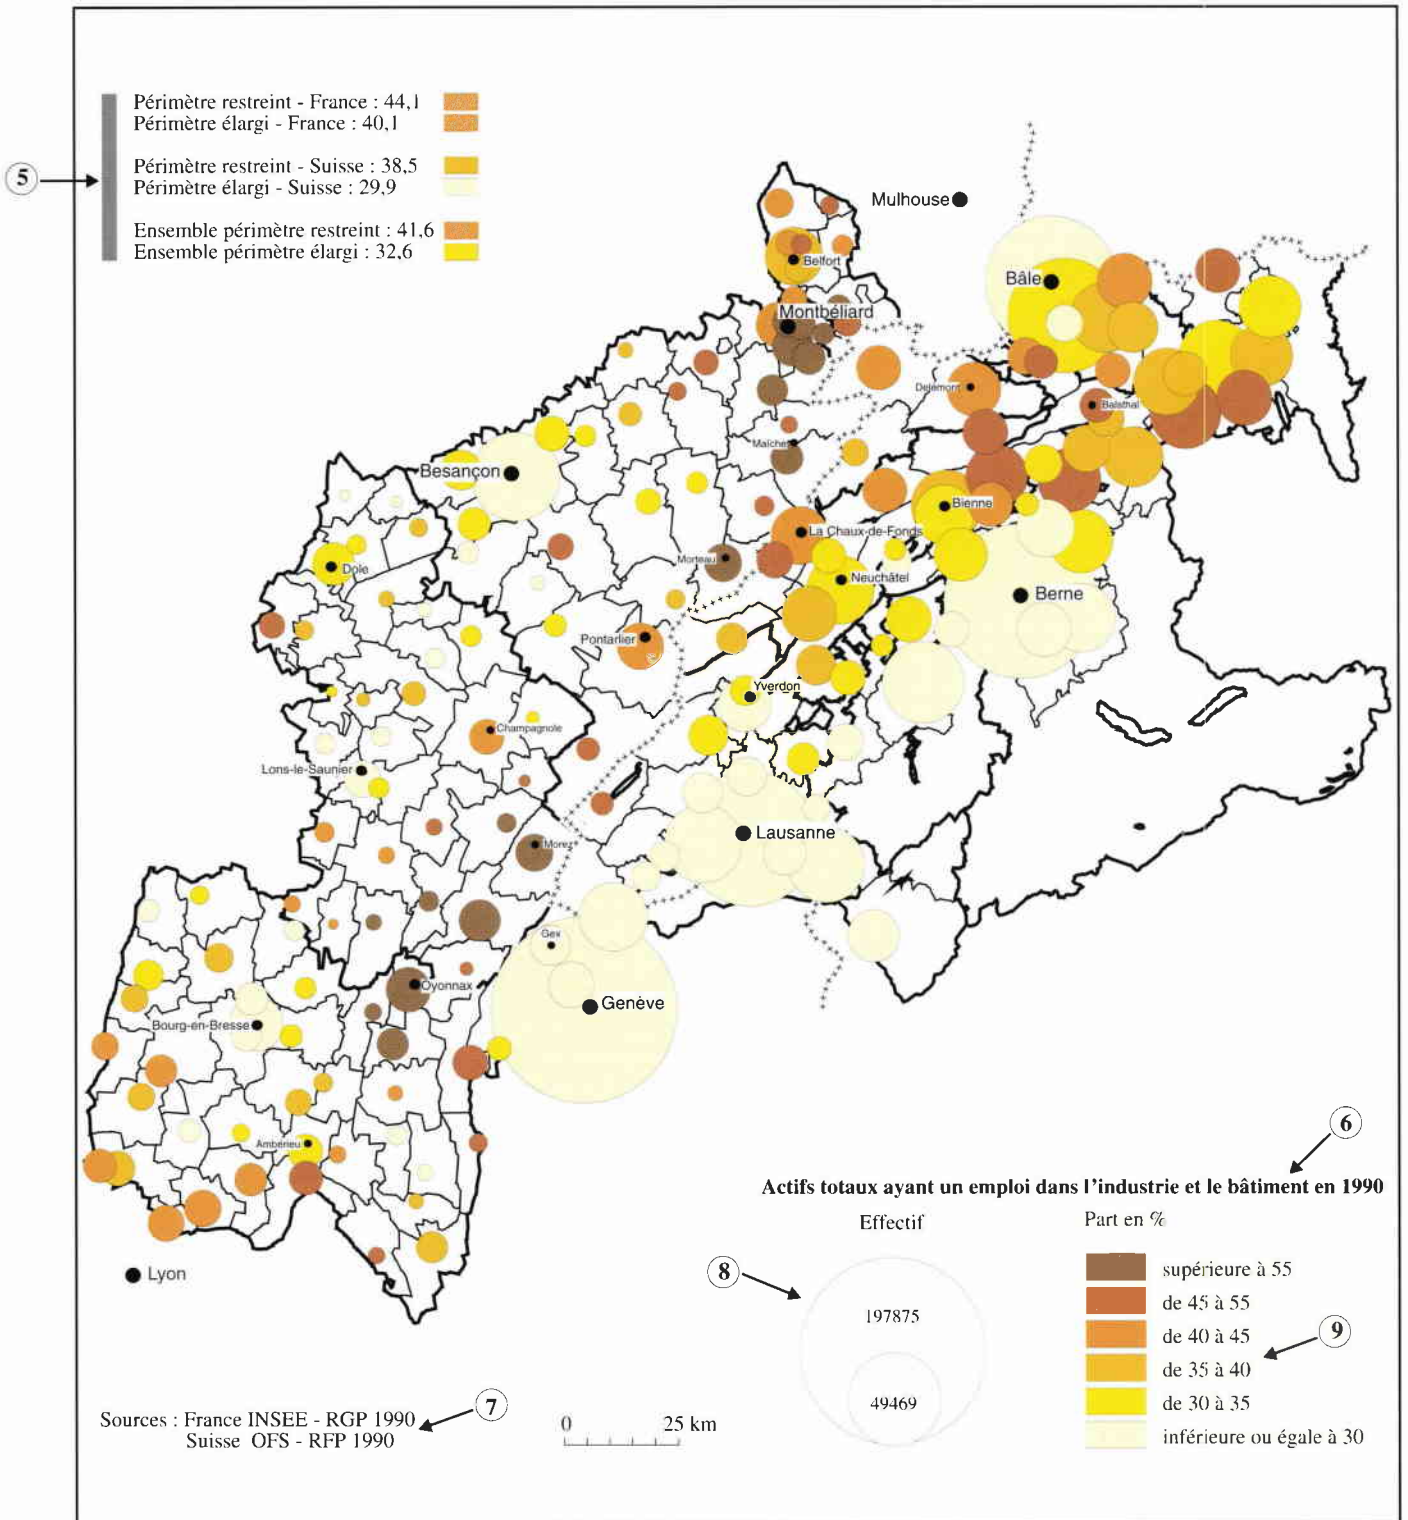 Périmètre restreint - France : 44,1
Périmètre élargi - France : 40,1
5
Périmètre restreint - Suisse : 38,5
Périmètre élargi - Suisse : 29,9
Ensemble périmètre restreint : 41,6
Ensemble périmètre élargi : 32,6
Mulhouse
Belfort
Bâle
Montbéliard
Delémont
Balsthal
Maîche
Besançon
Bienne
La Chaux-de-Fonds
Morteau
Dole
Neuchâtel
Berne
Pontarlier
Yverdon
Champagnole
Lons-le-Saunier
Lausanne
Morez
Gex
Oyonnax
Genève
Bourg-en-Bresse
Ambérieu
6
Actifs totaux ayant un emploi dans l'industrie et le bâtiment en 1990
Effectif
Part en %
Lyon
8
197875
49469
supérieure à 55
de 45 à 55
de 40 à 45
9
de 35 à 40
de 30 à 35
inférieure ou égale à 30
7
Sources : France INSEE - RGP 1990
Suisse OFS - RFP 1990
0 25 km